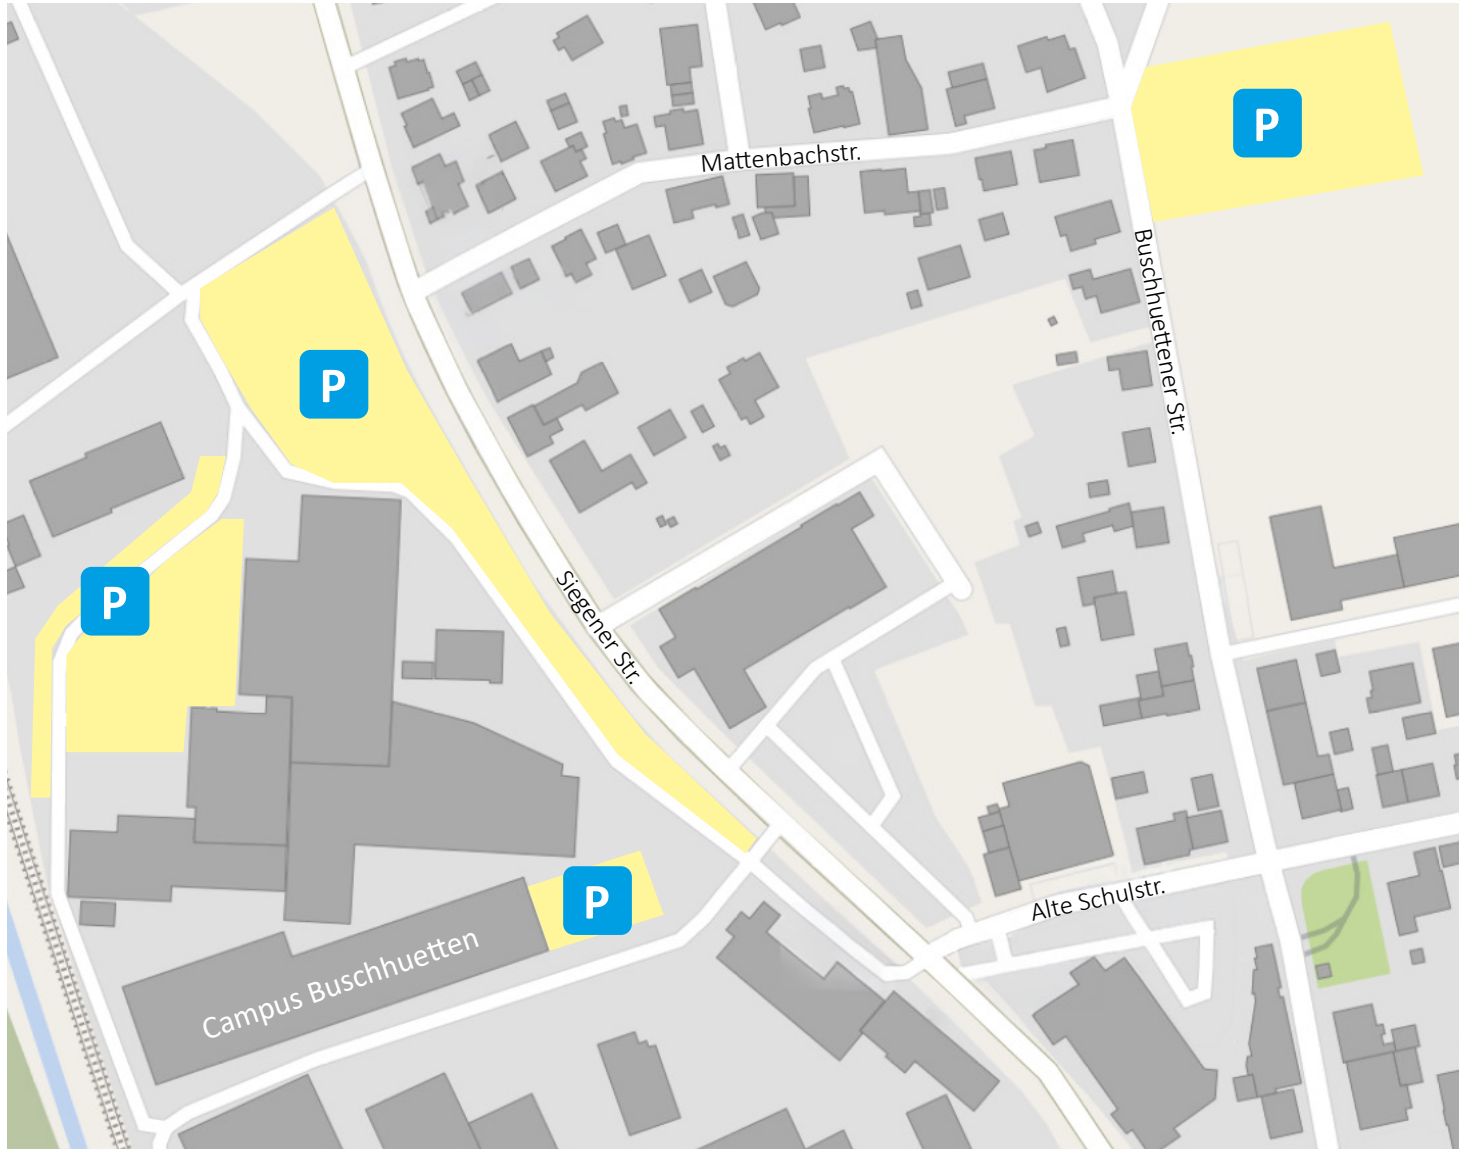 P
Mattenbachstr.
Buschhuettener Str.
P
P
Siegener Str.
P
Alte Schulstr.
Campus Buschhuetten